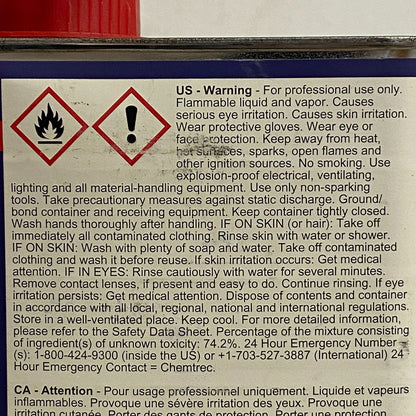 US - Warning - For professional use only.
Flammable liquid and vapor. Causes
serious eye irritation. Causes skin irritation.
Wear protective gloves. Wear eye or
face protection. Keep away from heat,
hot surfaces, sparks, open flames and
other ignition sources. No smoking. Use
explosion-proof electrical, ventilating,
lighting and all material-handling equipment. Use only non-sparking
tools. Take precautionary measures against static discharge. Ground/
bond container and receiving equipment. Keep container tightly closed.
Wash hands thoroughly after handling. IF ON SKIN (or hair): Take off
immediately all contaminated clothing. Rinse skin with water or shower.
IF ON SKIN: Wash with plenty of soap and water. Take off contaminated
clothing and wash it before reuse. If skin irritation occurs: Get medical
attention. IF IN EYES: Rinse cautiously with water for several minutes.
Remove contact lenses, if present and easy to do. Continue rinsing. If eye
irritation persists: Get medical attention. Dispose of contents and container
in accordance with all local, regional, national and international regulations.
Store in a well-ventilated place. Keep cool. For more detailed information,
please refer to the Safety Data Sheet. Percentage of the mixture consisting
of ingredient(s) of unknown toxicity: 74.2%. 24 Hour Emergency Number
(s): 1-800-424-9300 (inside the US) or +1-703-527-3887 (International) 24
Hour Emergency Contact = Chemtrec.
CA - Attention - Pour usage professionnel uniquement. Liquide et vapeurs
inflammables. Provoque une sévère irritation des yeux. Provoque une
irritation cutanée. Porter des gants de protection. Porter une protection